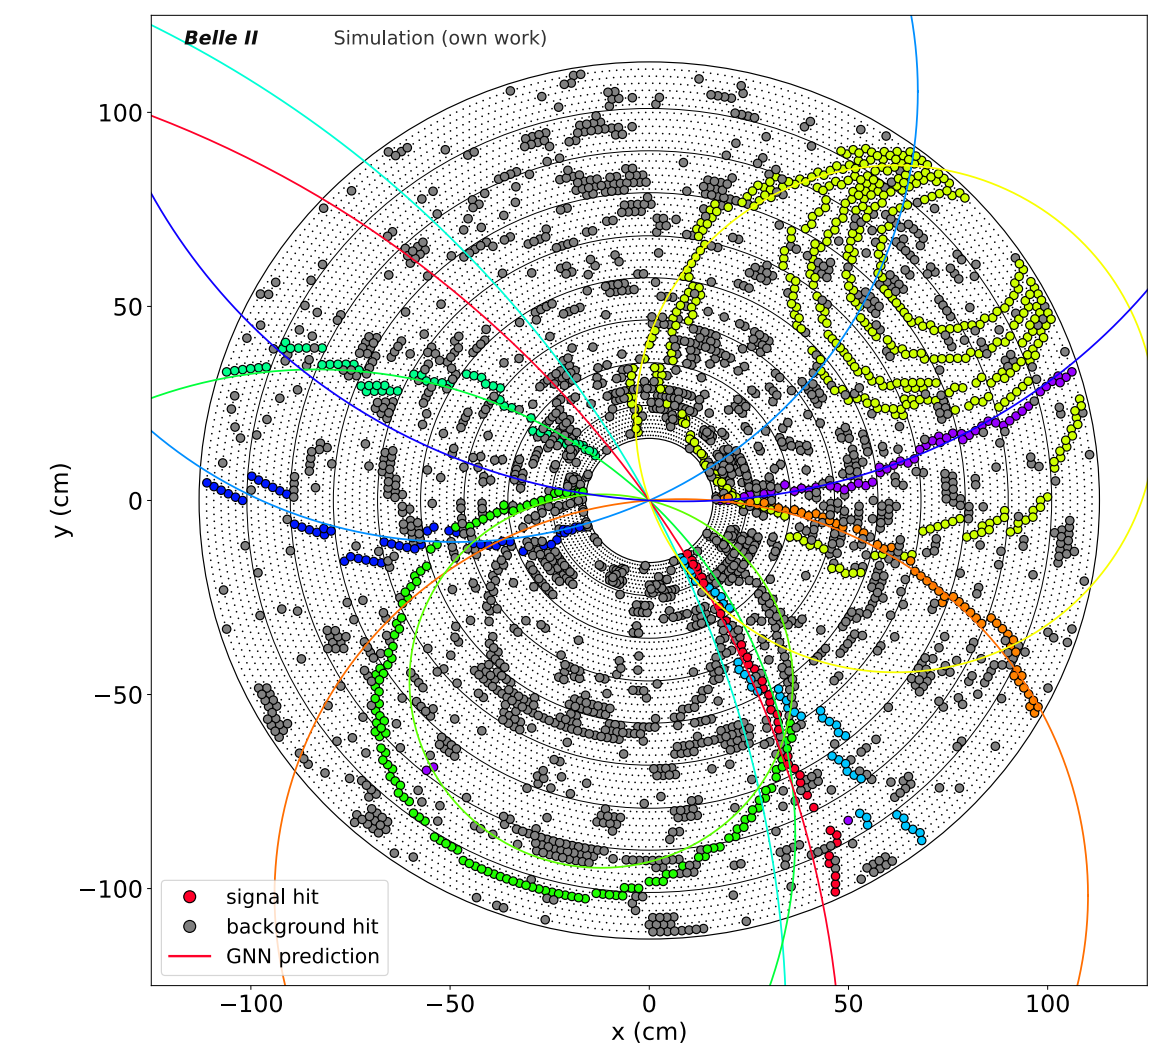 Belle II Simulation (own work)
100
50
0
−50
−100
y (cm)
signal hit
background hit
GNN prediction
−100 −50 0 50 100
x (cm)